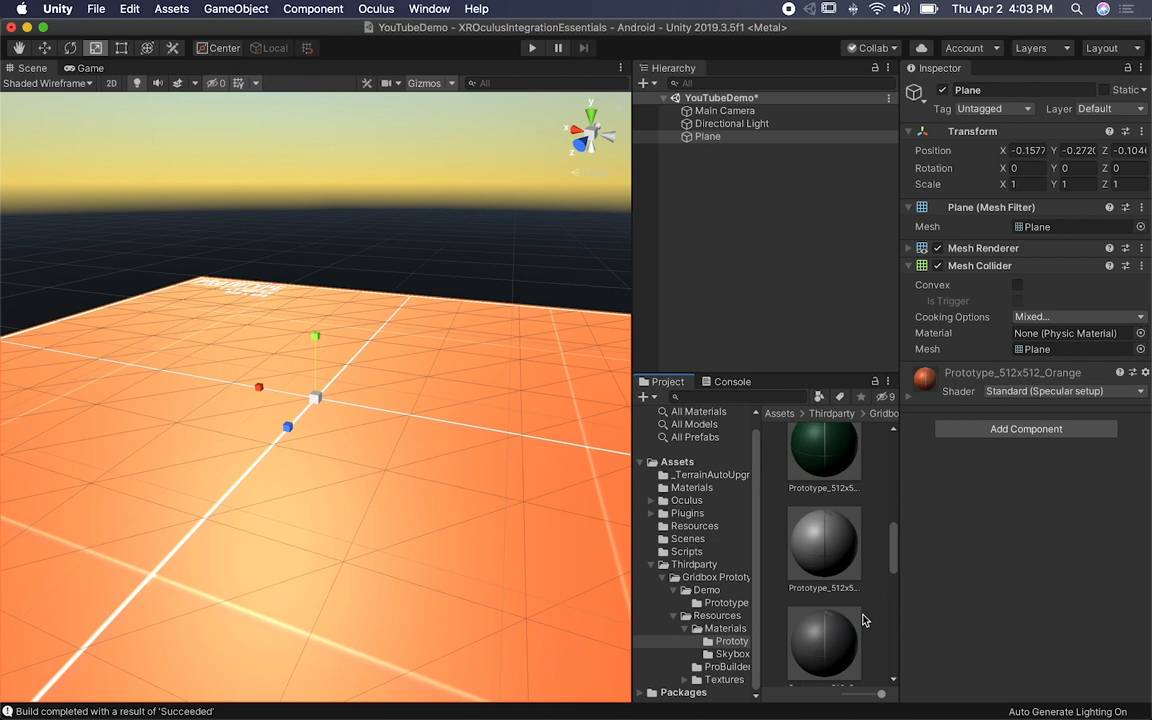 Unity File Edit Assets GameObject Component Oculus Window Help Thu Apr 2 4:03 PM
YouTubeDemo - XROculusIntegrationEssentials - Android - Unity 2019.3.5f1 <Metal>
Center Local Collab Account Layers Layout
Scene Game
Shaded Wireframe 2D 0 Gizmos All
y
x
z
Hierarchy
All
YouTubeDemo*
Main Camera
Directional Light
Plane
Project Console
9
All Materials
All Models
All Prefabs
Assets
_TerrainAutoUpgr
Materials
Oculus
Plugins
Resources
Scenes
Scripts
Thirdparty
Gridbox Prototy
Demo
Prototype
Resources
Materials
Prototy
Skybox
ProBuilder
Textures
Packages
Assets > Thirdparty > Gridbo
Prototype_512x5...
Prototype_512x5...
Inspector
Plane Static
Tag Untagged Layer Default
Transform
Position X -0.1577 Y -0.2720 Z -0.1046
Rotation X 0 Y 0 Z 0
Scale X 1 Y 1 Z 1
Plane (Mesh Filter)
Mesh Plane
Mesh Renderer
Mesh Collider
Convex
Is Trigger
Cooking Options Mixed...
Material None (Physic Material)
Mesh Plane
Prototype_512x512_Orange
Shader Standard (Specular setup)
Add Component
Build completed with a result of 'Succeeded' Auto Generate Lighting On